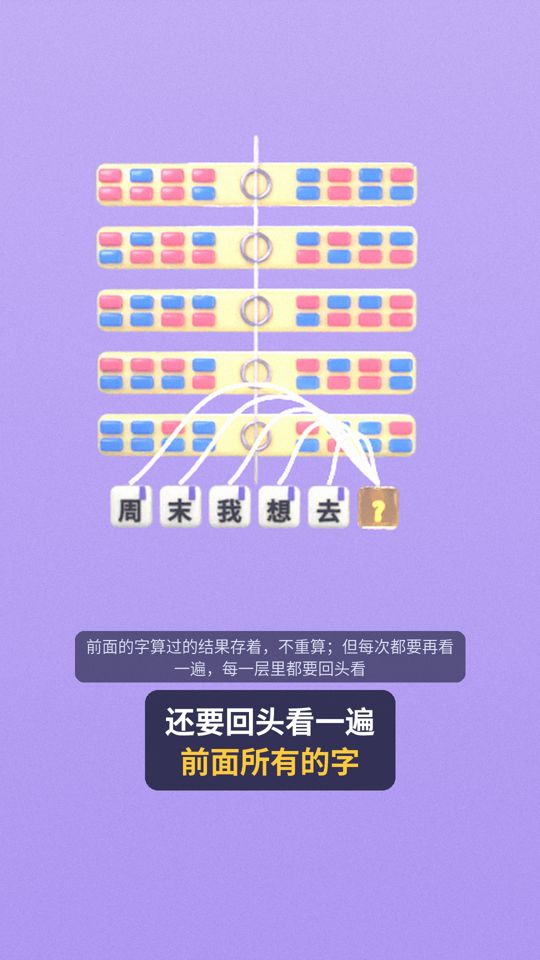 周 末 我 想 去 ?
前面的字算过的结果存着，不重算；但每次都要再看
一遍，每一层里都要回头看
还要回头看一遍
前面所有的字